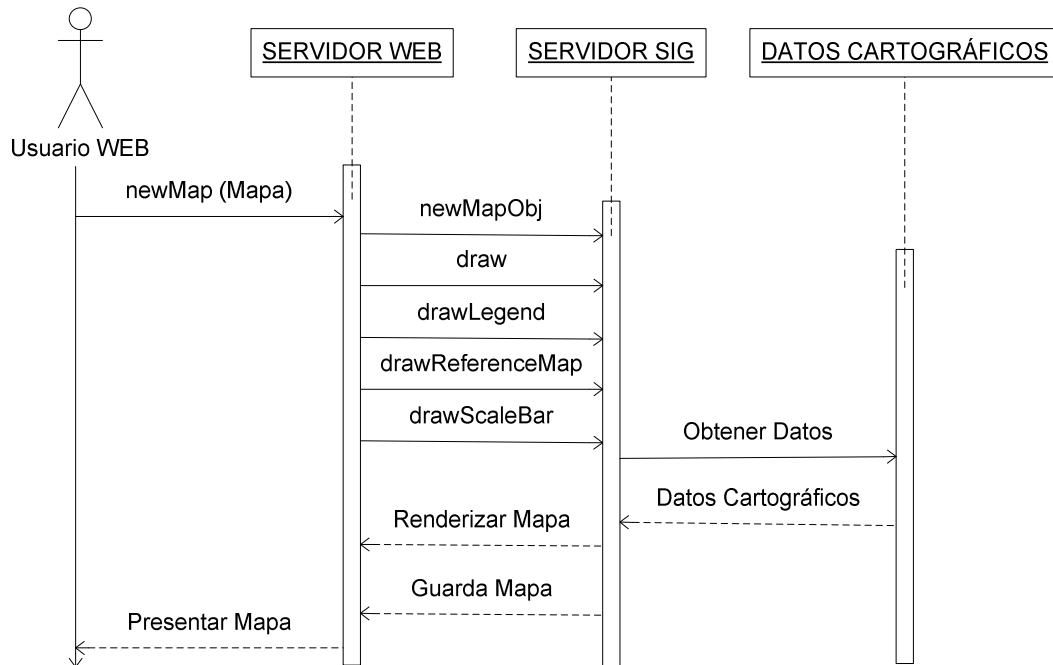 SERVIDOR WEB
SERVIDOR SIG
DATOS CARTOGRÁFICOS
Usuario WEB
newMap (Mapa)
newMapObj
draw
drawLegend
drawReferenceMap
drawScaleBar
Obtener Datos
Datos Cartográficos
Renderizar Mapa
Guarda Mapa
Presentar Mapa